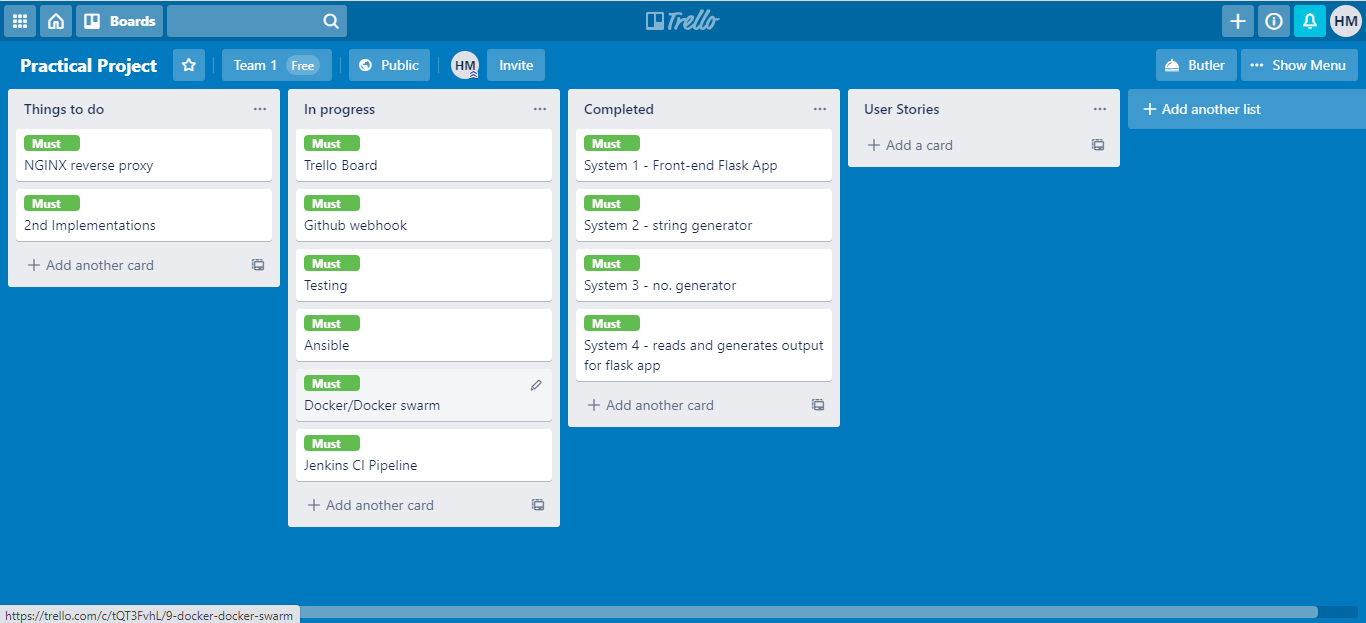 Boards
Trello
HM
Practical Project
Team 1 Free
Public
HM
Invite
Butler
Show Menu
Things to do
Must
NGINX reverse proxy
Must
2nd Implementations
Add another card
In progress
Must
Trello Board
Must
Github webhook
Must
Testing
Must
Ansible
Must
Docker/Docker swarm
Must
Jenkins CI Pipeline
Add another card
Completed
Must
System 1 - Front-end Flask App
Must
System 2 - string generator
Must
System 3 - no. generator
Must
System 4 - reads and generates output
for flask app
Add another card
User Stories
Add a card
Add another list
https://trello.com/c/tQT3FvhL/9-docker-docker-swarm